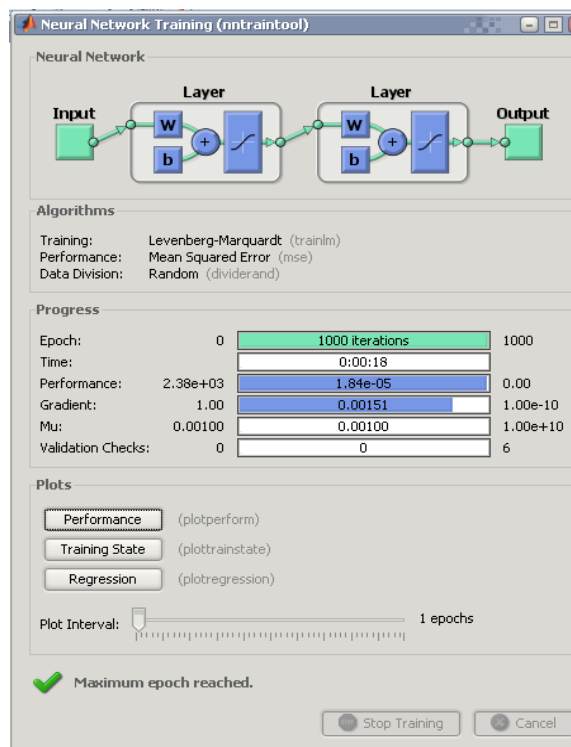 Neural Network Training (nntraintool)
Neural Network
Layer
Layer
Input
Output
W
b
+
W
b
+
Algorithms
Training: Levenberg-Marquardt (trainlm)
Performance: Mean Squared Error (mse)
Data Division: Random (dividerand)
Progress
Epoch: 0 1000 iterations 1000
Time: 0:00:18
Performance: 2.38e+03 1.84e-05 0.00
Gradient: 1.00 0.00151 1.00e-10
Mu: 0.00100 0.00100 1.00e+10
Validation Checks: 0 0 6
Plots
Performance (plotperform)
Training State (plottrainstate)
Regression (plotregression)
Plot Interval: 1 epochs
Maximum epoch reached.
Stop Training Cancel